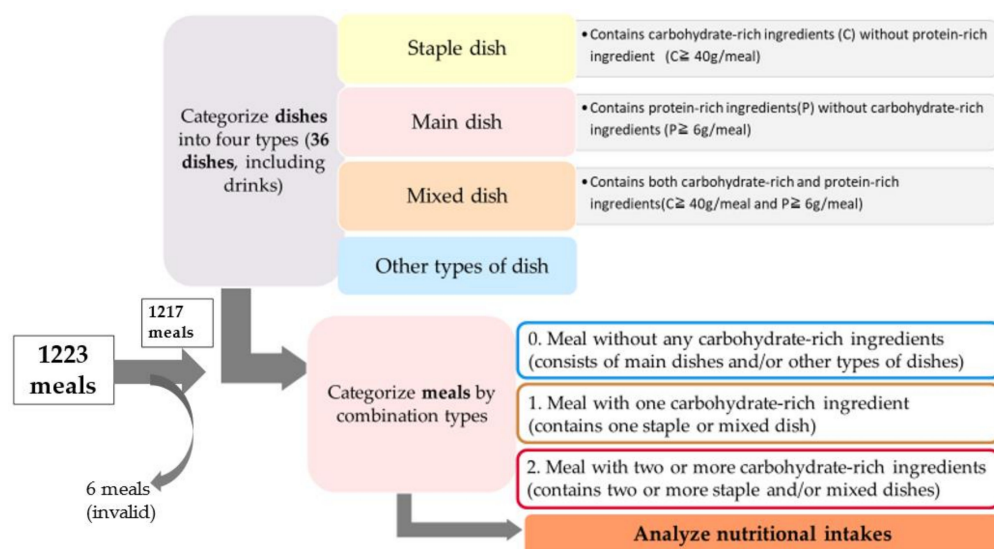 Categorize dishes
into four types (36
dishes, including
drinks)
Staple dish
•Contains carbohydrate-rich ingredients (C) without protein-rich
ingredient (C≧ 40g/meal)
Main dish
•Contains protein-rich ingredients(P) without carbohydrate-rich
ingredients (P≧ 6g/meal)
Mixed dish
•Contains both carbohydrate-rich and protein-rich
ingredients(C≧ 40g/meal and P≧ 6g/meal)
Other types of dish
1223
meals
1217
meals
6 meals
(invalid)
Categorize meals by
combination types
0. Meal without any carbohydrate-rich ingredients
(consists of main dishes and/or other types of dishes)
1. Meal with one carbohydrate-rich ingredient
(contains one staple or mixed dish)
2. Meal with two or more carbohydrate-rich ingredients
(contains two or more staple and/or mixed dishes)
Analyze nutritional intakes